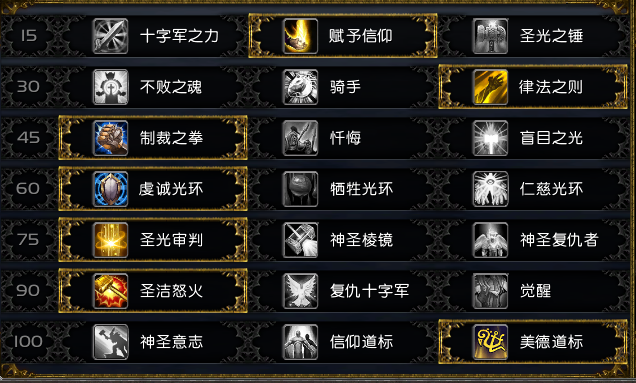 15 十字军之力 赋予信仰 圣光之锤
30 不败之魂 骑手 律法之则
45 制裁之拳 忏悔 盲目之光
60 虔诚光环 牺牲光环 仁慈光环
75 圣光审判 神圣棱镜 神圣复仇者
90 圣洁怒火 复仇十字军 觉醒
100 神圣意志 信仰道标 美德道标